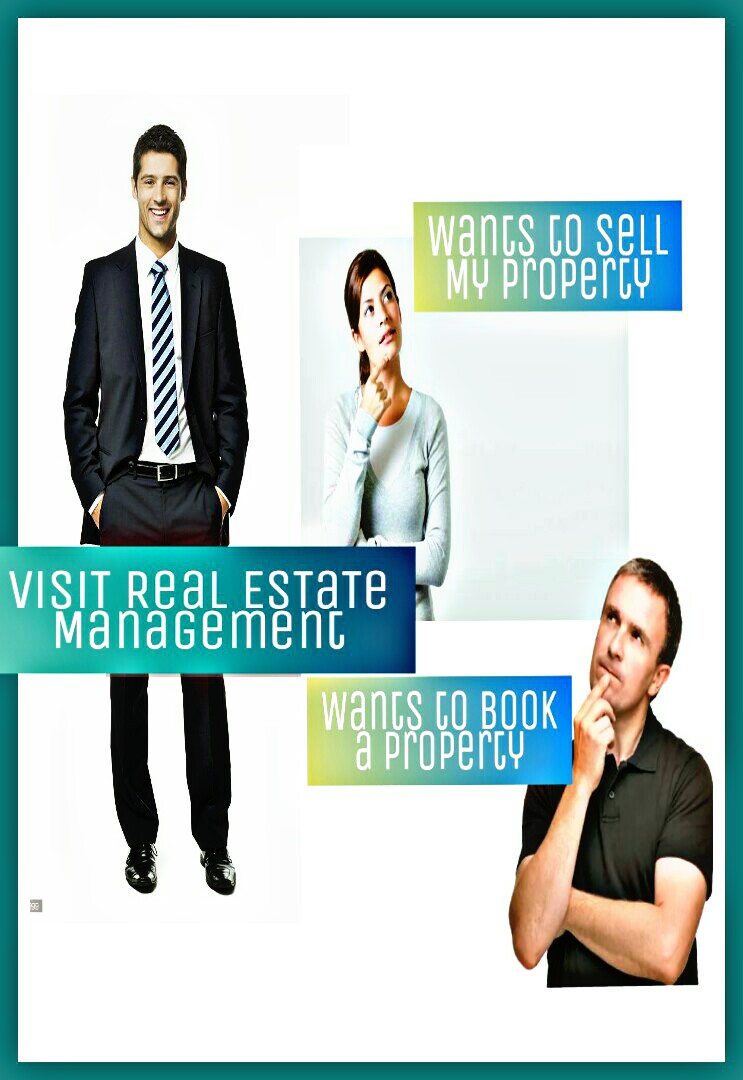 Wants to Sell
My Property
VISIT Real Estate
Management
Wants to Book
a Property